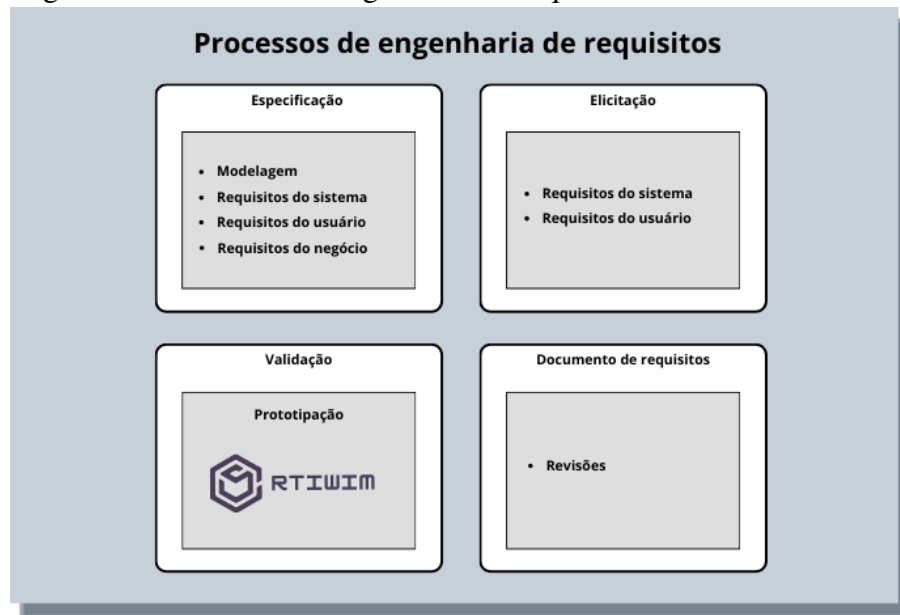 Processos de engenharia de requisitos
Especificação
• Modelagem
• Requisitos do sistema
• Requisitos do usuário
• Requisitos do negócio
Elicitação
• Requisitos do sistema
• Requisitos do usuário
Validação
Prototipação
RTIWIM
Documento de requisitos
• Revisões